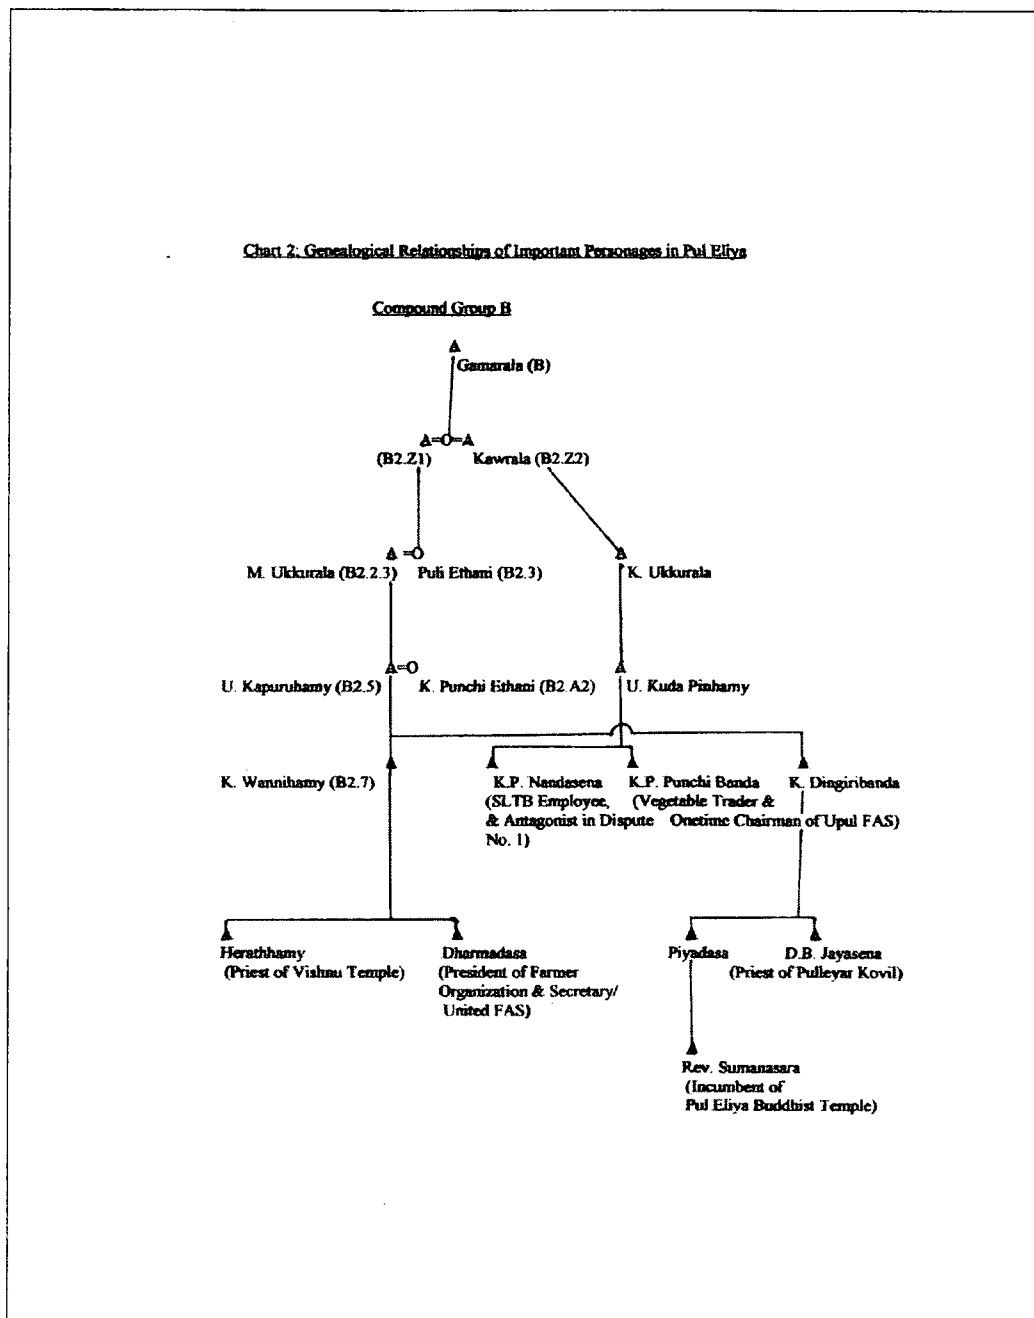 Chart 2: Genealogical Relationships of Important Personages in Pul Eliya
Compound Group B
Gamarala (B)
(B2.Z1) Kawrala (B2.Z2)
M. Ukkurala (B2.2.3) Puli Ethani (B2.3) K. Ukkurala
U. Kapuruhamy (B2.5) K. Punchi Ethani (B2.A2) U. Kuda Pinhamy
K. Wannihamy (B2.7) K.P. Nandasena K.P. Punchi Banda K. Dingiribanda
(SLTB Employee, (Vegetable Trader &
& Antagonist in Dispute Onetime Chairman of Upul FAS)
No. 1)
Herathhamy Dharmadasa Piyadasa D.B. Jayasena
(Priest of Vishnu Temple) (President of Farmer (Priest of Pulleyar Kovil)
Organization & Secretary/
United FAS)
Rev. Sumanasara
(Incumbent of
Pul Eliya Buddhist Temple)